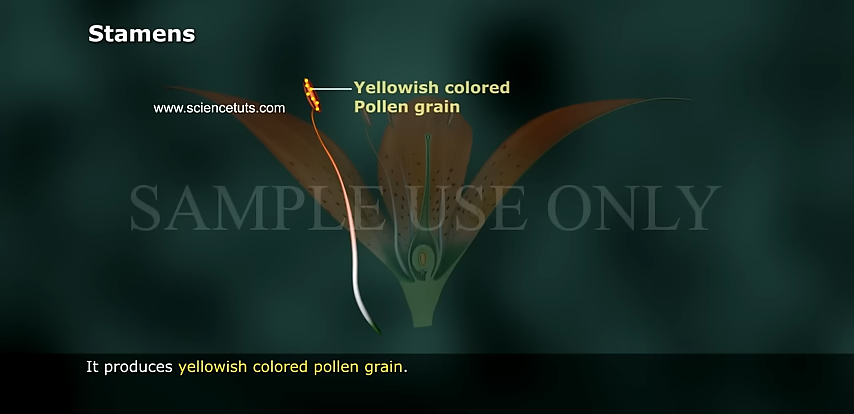 Stamens
Yellowish colored
Pollen grain
www.sciencetuts.com
SAMPLE USE ONLY
It produces yellowish colored pollen grain.